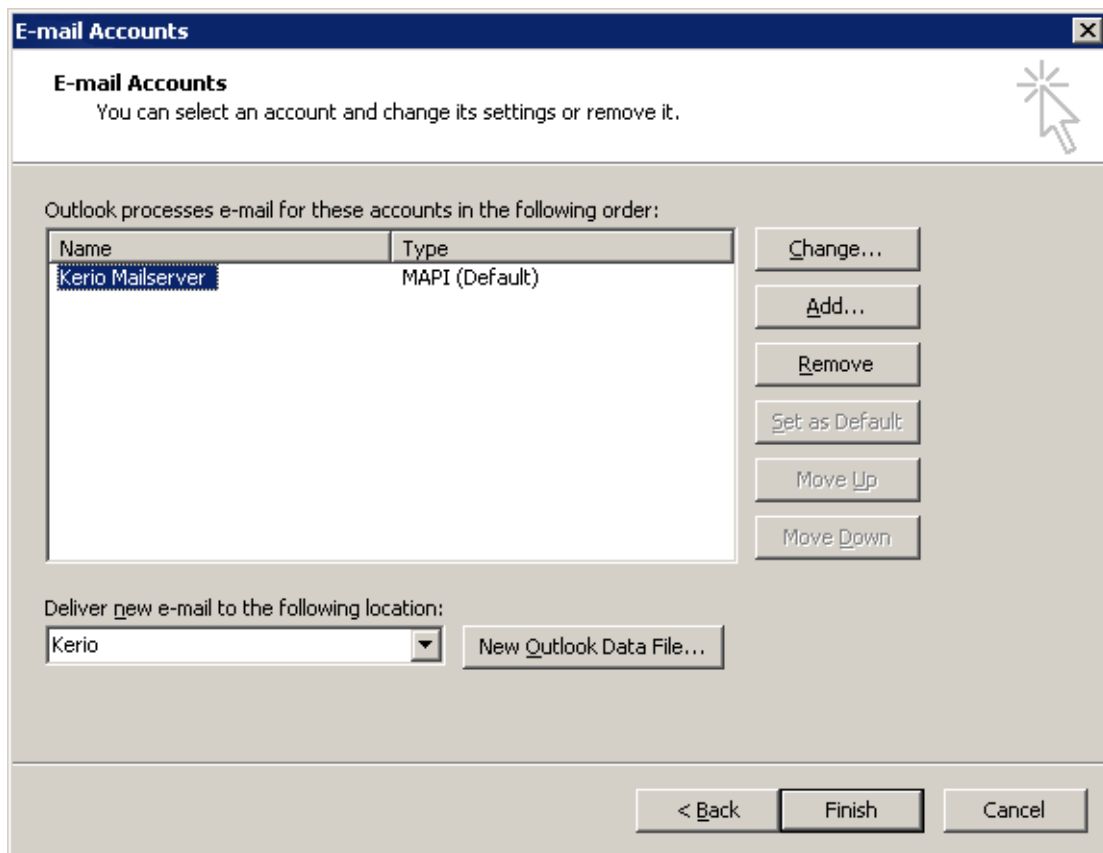 E-mail Accounts
E-mail Accounts
You can select an account and change its settings or remove it.
Outlook processes e-mail for these accounts in the following order:
Name Type
Kerio Mailserver MAPI (Default)
Change...
Add...
Remove
Set as Default
Move Up
Move Down
Deliver new e-mail to the following location:
Kerio
New Outlook Data File...
< Back Finish Cancel